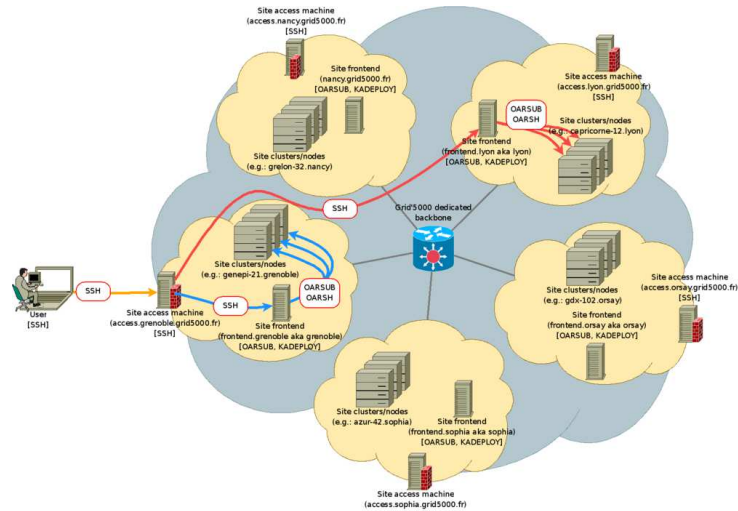 Site access machine
(access.nancy.grid5000.fr)
[SSH]
Site frontend
(nancy.grid5000.fr)
[OARSUB, KADEPLOY]
Site clusters/nodes
(e.g.: grelon-32.nancy)
Site access machine
(access.lyon.grid5000.fr)
[SSH]
OARSUB
OARSH
Site clusters/nodes
(e.g.: capricorne-12.lyon)
Site frontend
(frontend.lyon aka lyon)
[OARSUB, KADEPLOY]
SSH
Grid'5000 dedicated
backbone
Site clusters/nodes
(e.g.: genepi-21.grenoble)
OARSUB
OARSH
SSH
SSH
User
[SSH]
Site access machine
(access.grenoble.grid5000.fr)
[SSH]
Site frontend
(frontend.grenoble aka grenoble)
[OARSUB, KADEPLOY]
Site clusters/nodes
(e.g.: gdx-102.orsay)
Site access machine
(access.orsay.grid5000.fr)
[SSH]
Site frontend
(frontend.orsay aka orsay)
[OARSUB, KADEPLOY]
Site clusters/nodes
(e.g.: azur-42.sophia)
Site frontend
(frontend.sophia aka sophia)
[OARSUB, KADEPLOY]
Site access machine
(access.sophia.grid5000.fr)